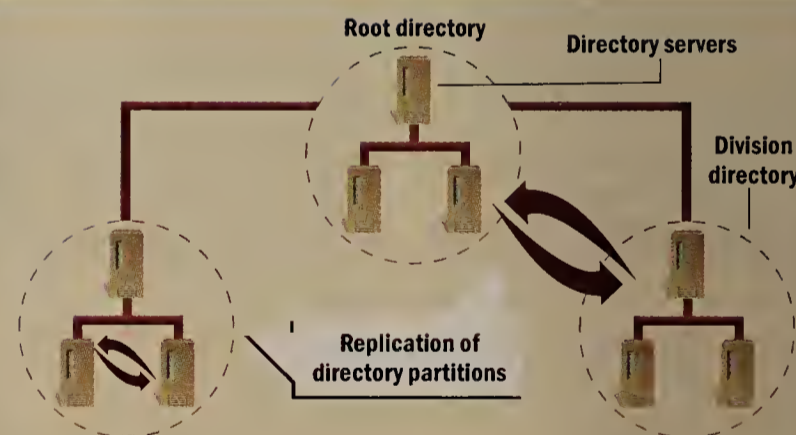 Root directory
Directory servers
Division
directory
Replication of
directory partitions